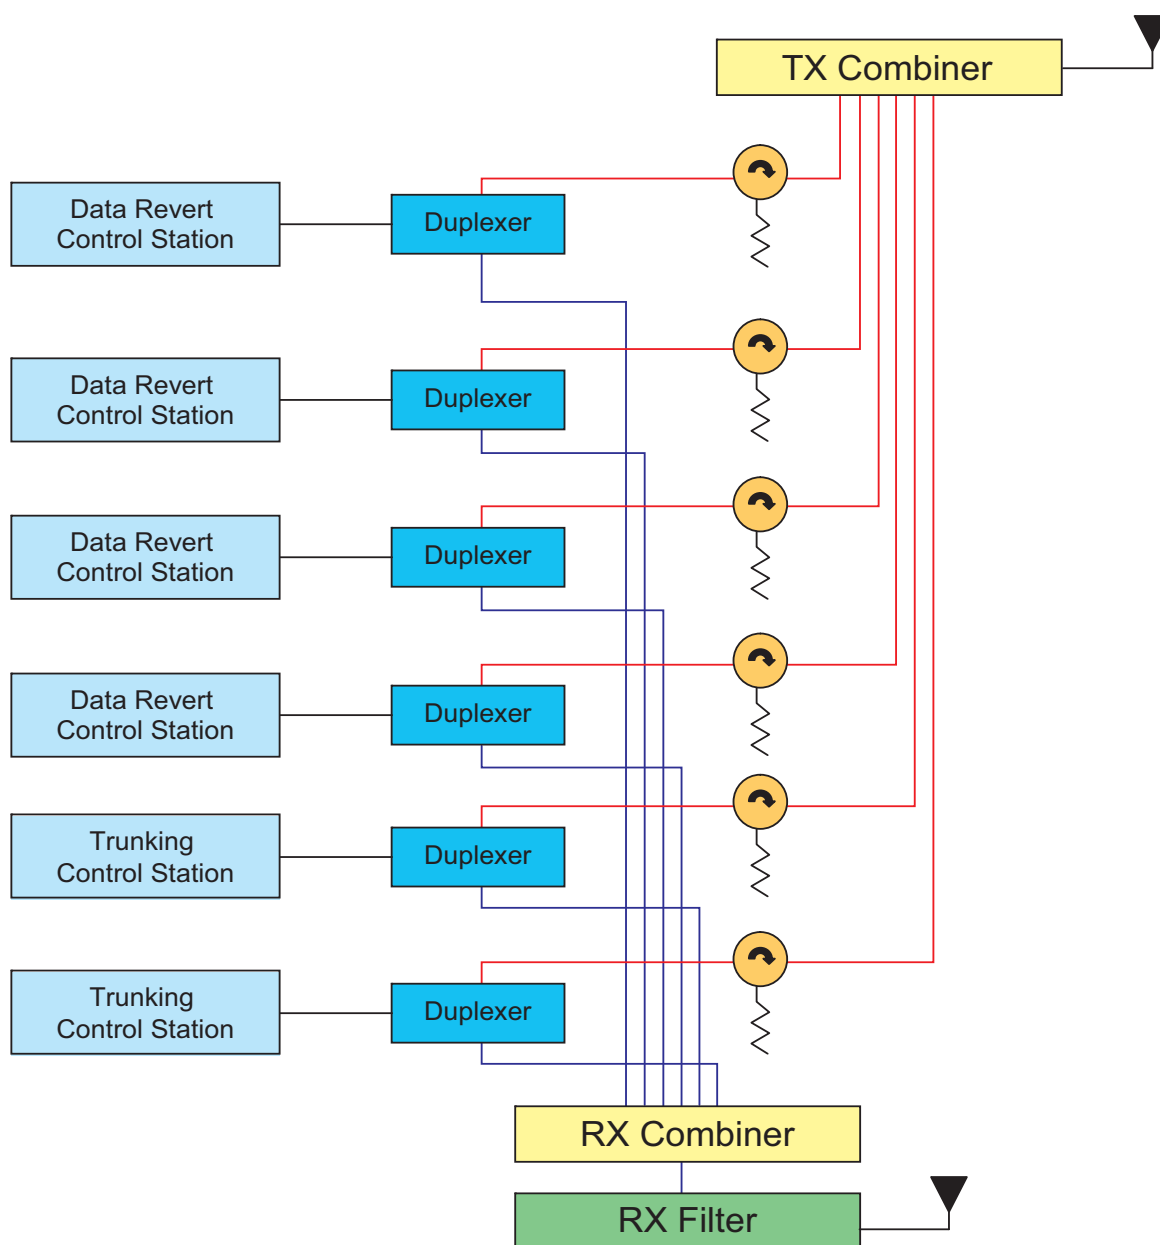 TX Combiner
Data Revert
Control Station
Duplexer
Data Revert
Control Station
Duplexer
Data Revert
Control Station
Duplexer
Data Revert
Control Station
Duplexer
Trunking
Control Station
Duplexer
Trunking
Control Station
Duplexer
RX Combiner
RX Filter